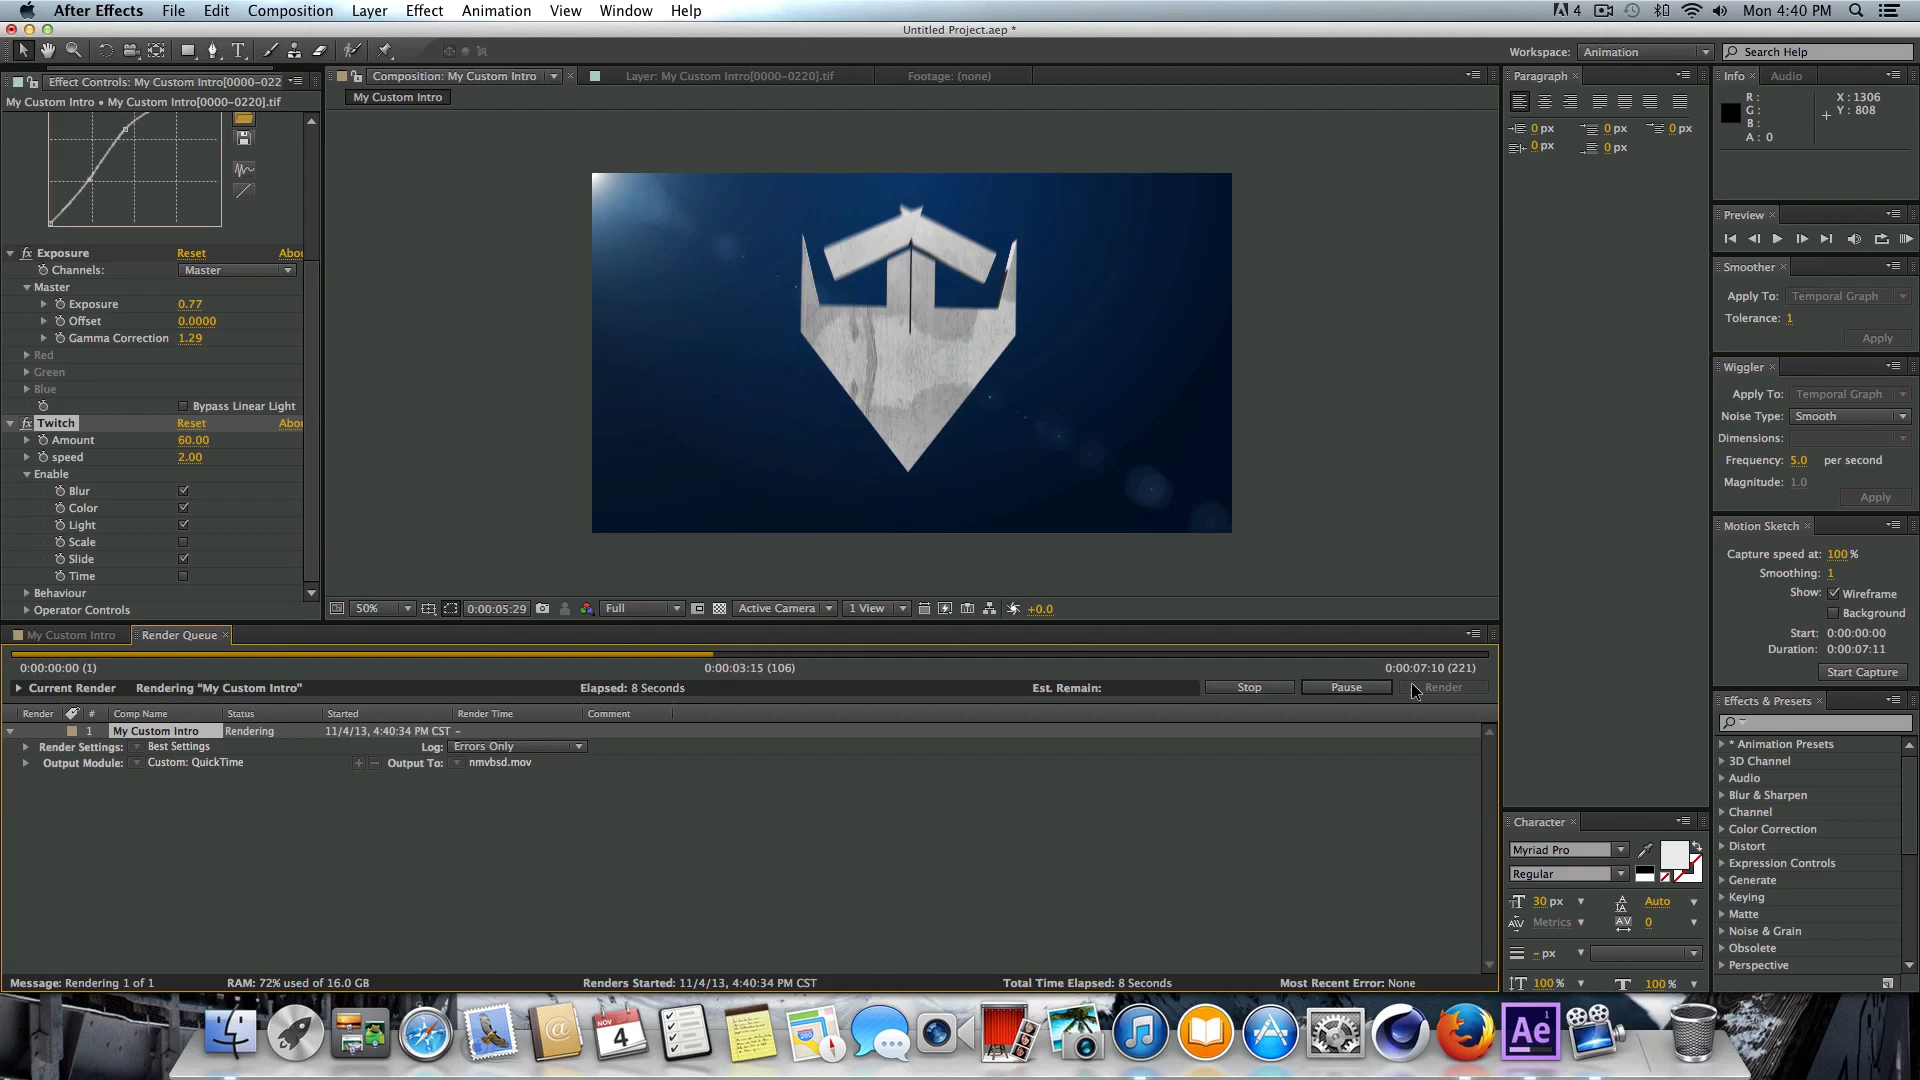 After Effects File Edit Composition Layer Effect Animation View Window Help
4 Mon 4:40 PM
Untitled Project.aep *
T Workspace: Animation Search Help
Effect Controls: My Custom Intro[0000-022
My Custom Intro • My Custom Intro[0000-0220].tif
Composition: My Custom Intro
Layer: My Custom Intro[0000-0220].tif
Footage: (none)
My Custom Intro
Exposure Reset Abou
Channels: Master
Master
Exposure 0.77
Offset 0.0000
Gamma Correction 1.29
Red
Green
Blue
Bypass Linear Light
Twitch Reset Abou
Amount 60.00
speed 2.00
Enable
Blur
Color
Light
Scale
Slide
Time
Behaviour
Operator Controls
50% 0:00:05:29 Full Active Camera 1 View +0.0
Paragraph
0 px 0 px 0 px
0 px 0 px
Info Audio
R : X : 1306
G : Y : 808
B :
A : 0
Preview
Smoother
Apply To: Temporal Graph
Tolerance: 1
Apply
Wiggler
Apply To: Temporal Graph
Noise Type: Smooth
Dimensions:
Frequency: 5.0 per second
Magnitude: 1.0
Apply
Motion Sketch
Capture speed at: 100 %
Smoothing: 1
Show: Wireframe
Background
Start: 0:00:00:00
Duration: 0:00:07:11
Start Capture
My Custom Intro Render Queue
0:00:00:00 (1) 0:00:03:15 (106) 0:00:07:10 (221)
Current Render Rendering "My Custom Intro" Elapsed: 8 Seconds Est. Remain: Stop Pause Render
Render # Comp Name Status Started Render Time Comment
1 My Custom Intro Rendering 11/4/13, 4:40:34 PM CST -
Render Settings: Best Settings Log: Errors Only
Output Module: Custom: QuickTime Output To: nmvbsd.mov
Effects & Presets
* Animation Presets
3D Channel
Audio
Blur & Sharpen
Channel
Color Correction
Distort
Expression Controls
Generate
Keying
Matte
Noise & Grain
Obsolete
Perspective
Character
Myriad Pro
Regular
30 px Auto
Metrics 0
- px
100 % 100 %
Message: Rendering 1 of 1 RAM: 72% used of 16.0 GB Renders Started: 11/4/13, 4:40:34 PM CST Total Time Elapsed: 8 Seconds Most Recent Error: None
NOV
4
Ae